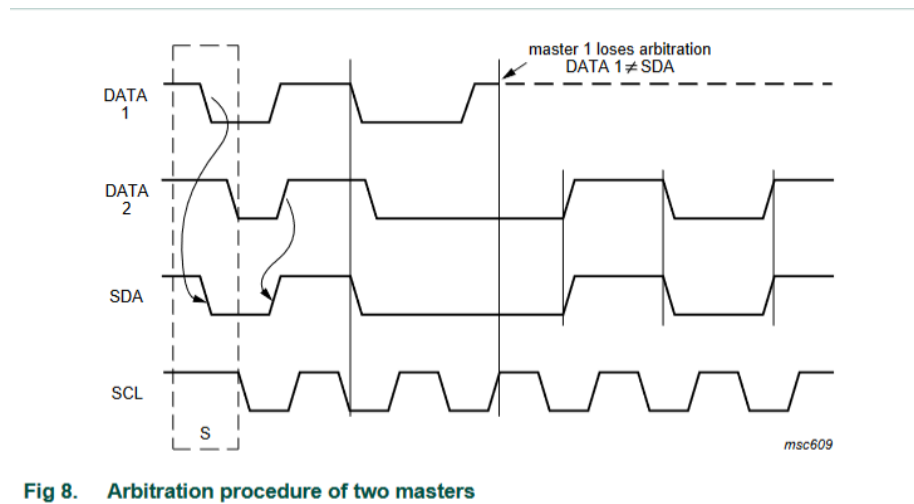 master 1 loses arbitration
DATA 1≠SDA
DATA
1
DATA
2
SDA
SCL
S
msc609
Fig 8. Arbitration procedure of two masters